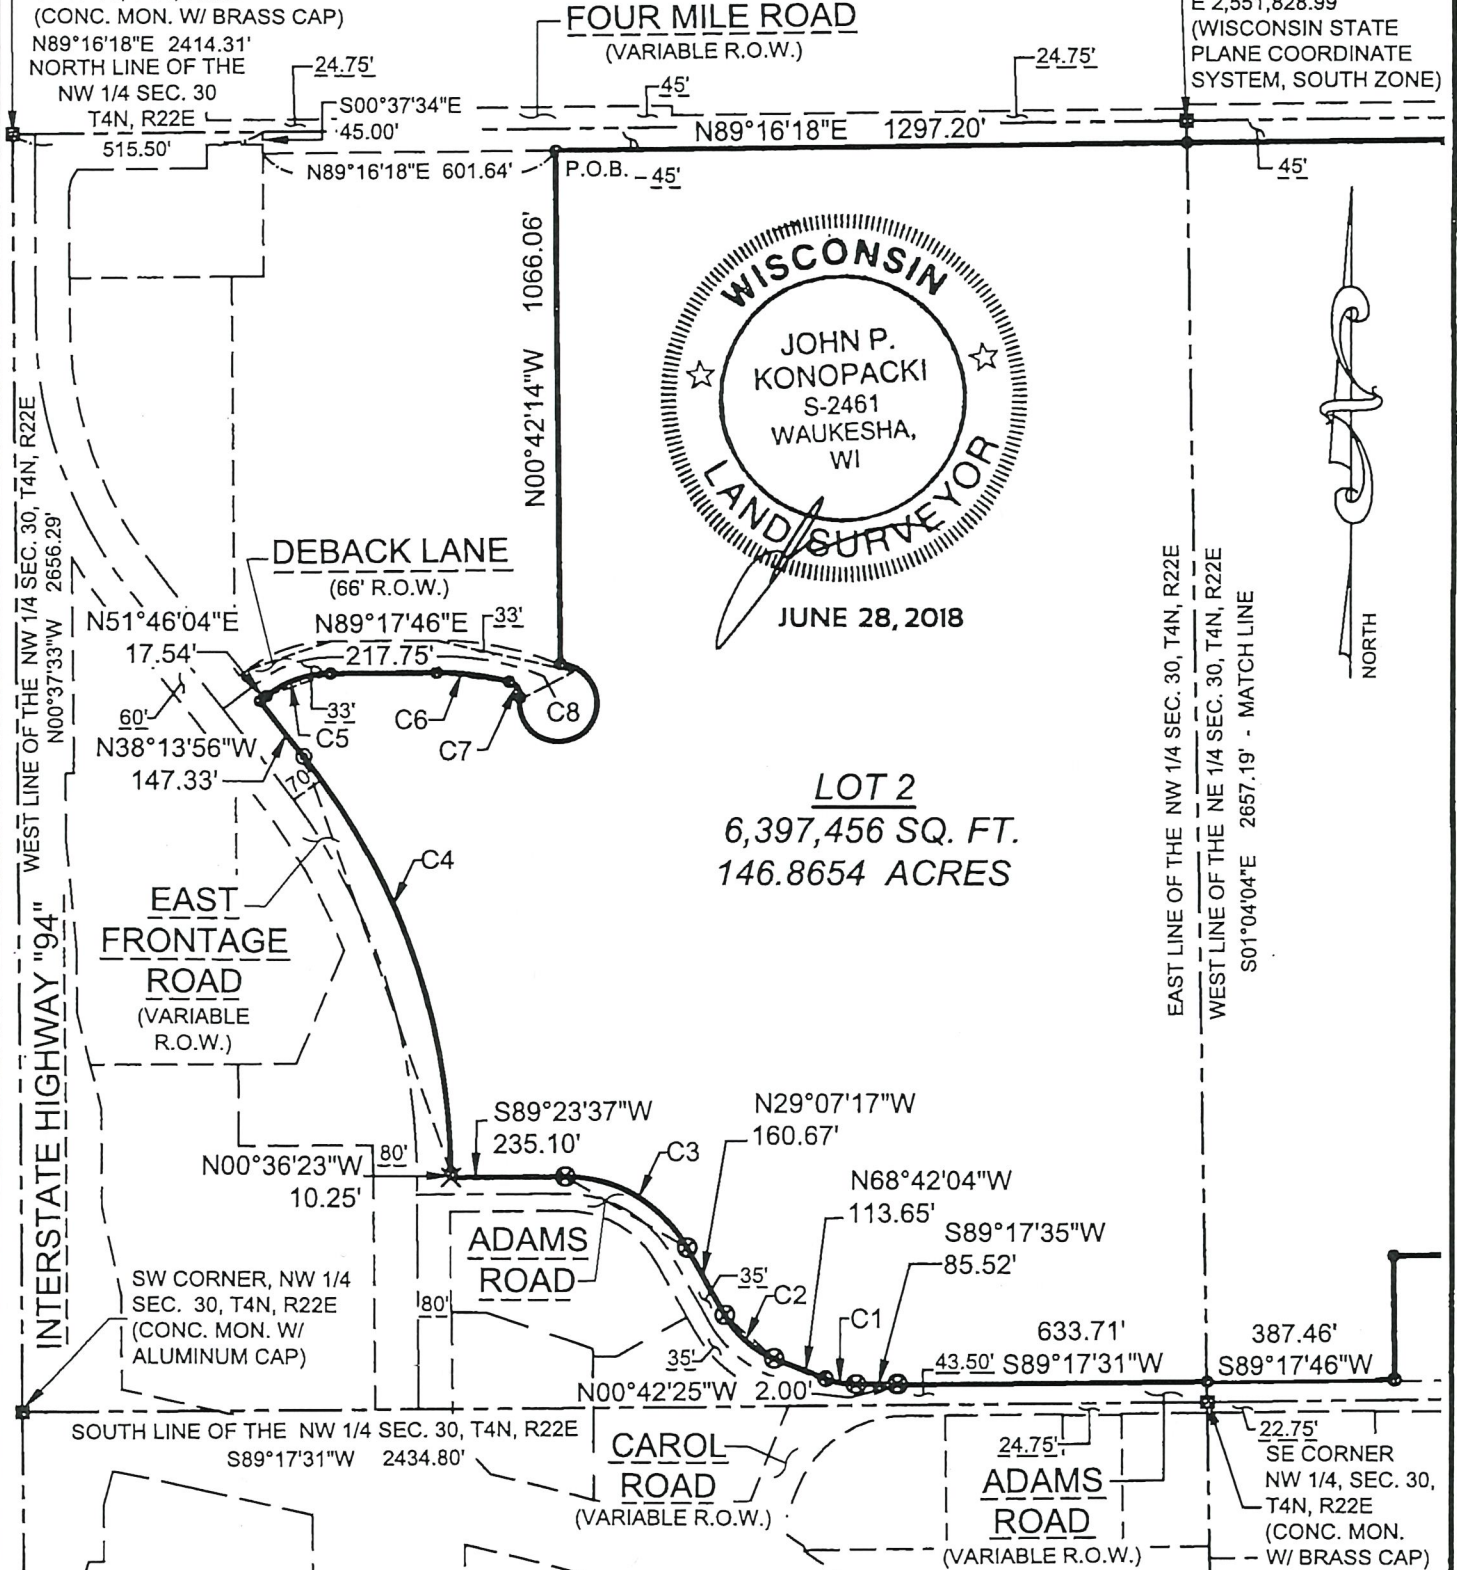 (CONC. MON. W/ BRASS CAP)
N89°16'18"E 2414.31'
NORTH LINE OF THE
NW 1/4 SEC. 30
T4N, R22E
515.50'
24.75'
S00°37'34"E
45.00'
N89°16'18"E 601.64'
FOUR MILE ROAD
(VARIABLE R.O.W.)
45'
N89°16'18"E 1297.20'
P.O.B.
45'
24.75'
E 2,551,828.99
(WISCONSIN STATE
PLANE COORDINATE
SYSTEM, SOUTH ZONE)
45'
N00°42'14"W 1066.06'
WISCONSIN
JOHN P.
KONOPACKI
S-2461
WAUKESHA,
WI
LAND SURVEYOR
JUNE 28, 2018
NORTH
WEST LINE OF THE NW 1/4 SEC. 30, T4N, R22E
N00°37'33"W 2656.29'
DEBACK LANE
(66' R.O.W.)
N51°46'04"E
17.54'
N89°17'46"E
217.75'
33'
60'
33'
C5
C6
C7
C8
N38°13'56"W
147.33'
70'
C4
LOT 2
6,397,456 SQ. FT.
146.8654 ACRES
EAST LINE OF THE NW 1/4 SEC. 30, T4N, R22E
WEST LINE OF THE NE 1/4 SEC. 30, T4N, R22E
S01°04'04"E 2657.19' - MATCH LINE
EAST
FRONTAGE
ROAD
(VARIABLE
R.O.W.)
INTERSTATE HIGHWAY "94"
N00°36'23"W
10.25'
80'
S89°23'37"W
235.10'
C3
N29°07'17"W
160.67'
N68°42'04"W
113.65'
S89°17'35"W
85.52'
ADAMS
ROAD
35'
C2
C1
35'
80'
SW CORNER, NW 1/4
SEC. 30, T4N, R22E
(CONC. MON. W/
ALUMINUM CAP)
N00°42'25"W 2.00'
43.50'
633.71'
S89°17'31"W
387.46'
S89°17'46"W
SOUTH LINE OF THE NW 1/4 SEC. 30, T4N, R22E
S89°17'31"W 2434.80'
CAROL
ROAD
(VARIABLE R.O.W.)
24.75'
ADAMS
ROAD
(VARIABLE R.O.W.)
22.75'
SE CORNER
NW 1/4, SEC. 30,
T4N, R22E
(CONC. MON.
W/ BRASS CAP)